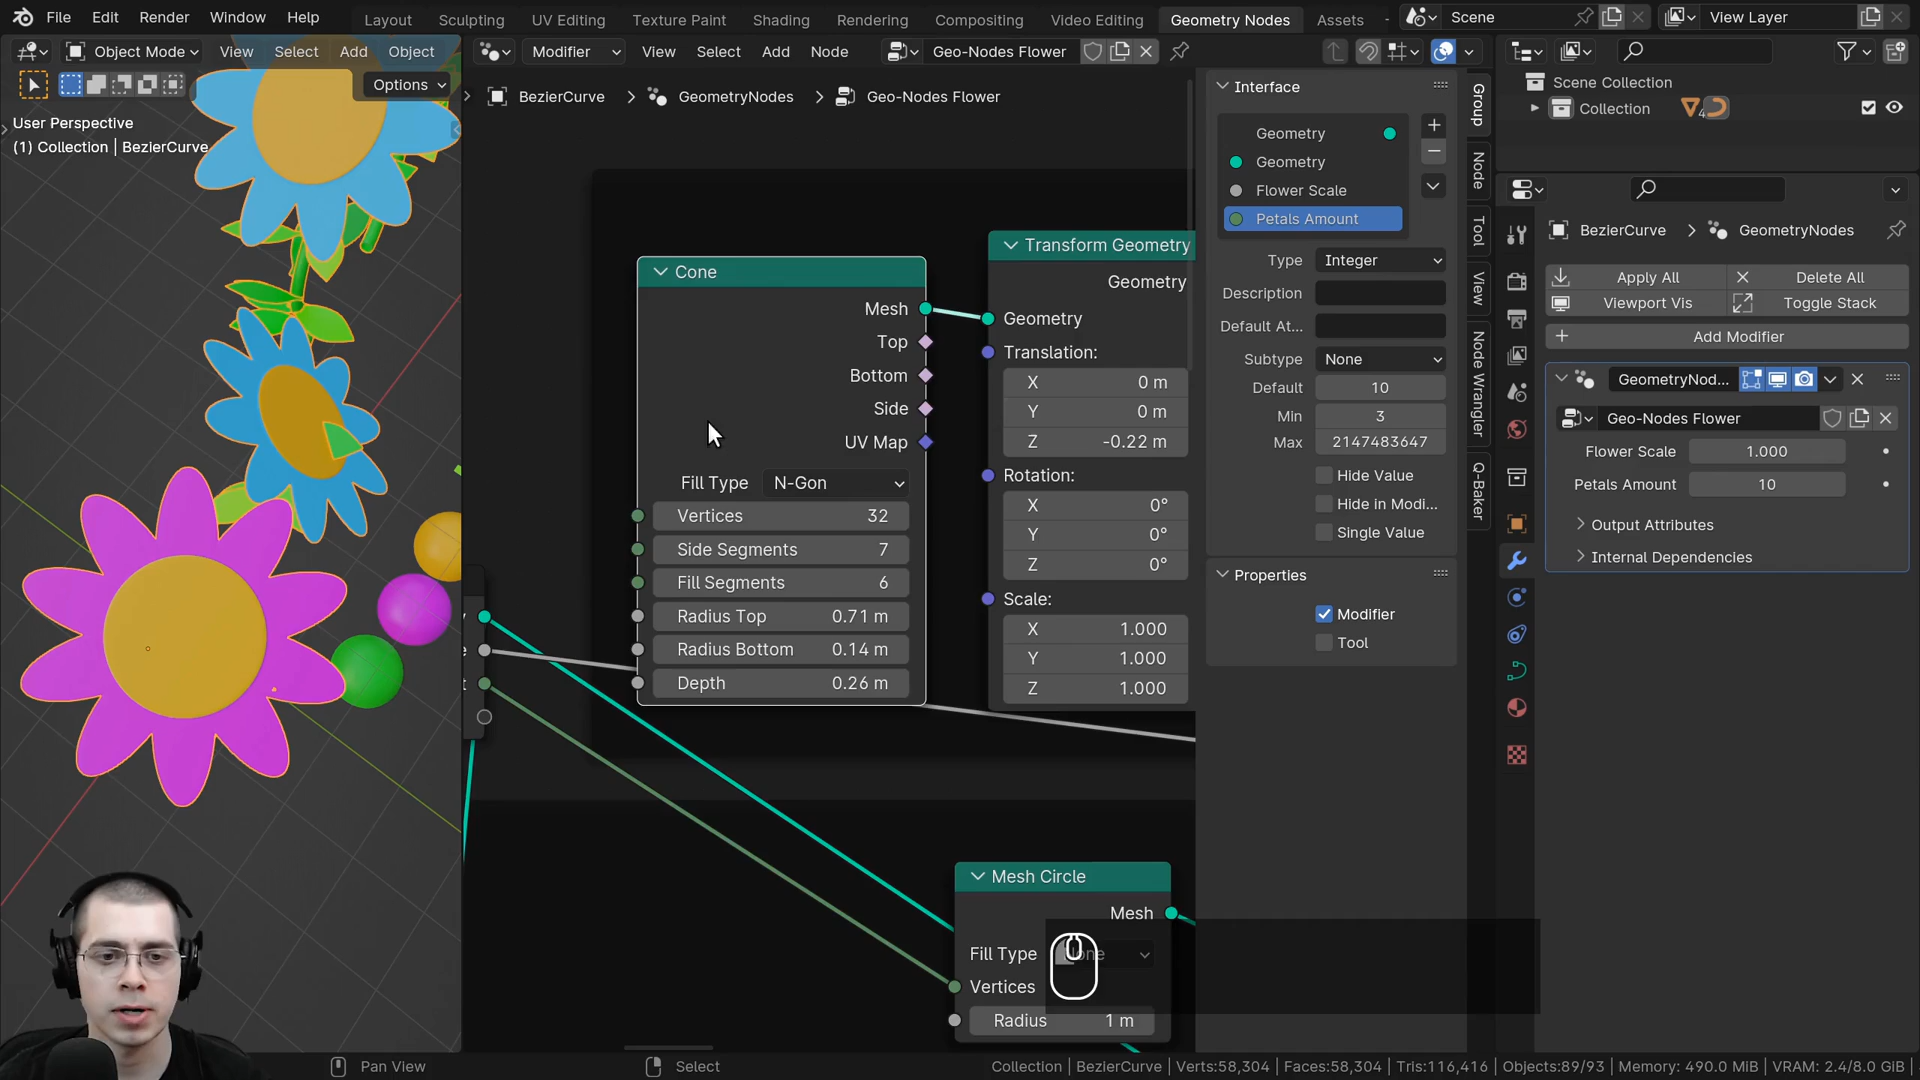 File Edit Render Window Help Layout Sculpting UV Editing Texture Paint Shading Rendering Compositing Video Editing Geometry Nodes Assets Scene View Layer
Object Mode View Select Add Object Modifier View Select Add Node Geo-Nodes Flower
Options
BezierCurve GeometryNodes Geo-Nodes Flower
User Perspective
(1) Collection | BezierCurve
Cone
Mesh
Top
Bottom
Side
UV Map
Fill Type N-Gon
Vertices 32
Side Segments 7
Fill Segments 6
Radius Top 0.71 m
Radius Bottom 0.14 m
Depth 0.26 m
Transform Geometry
Geometry
Geometry
Translation:
X 0 m
Y 0 m
Z -0.22 m
Rotation:
X 0°
Y 0°
Z 0°
Scale:
X 1.000
Y 1.000
Z 1.000
Mesh Circle
Mesh
Fill Type
Vertices
Radius 1 m
Interface
Geometry
Geometry
Flower Scale
Petals Amount
Type Integer
Description
Default At...
Subtype None
Default 10
Min 3
Max 2147483647
Hide Value
Hide in Modi...
Single Value
Properties
Modifier
Tool
Group
Node
Tool
View
Node Wrangler
Q-Baker
Scene Collection
Collection 4
BezierCurve GeometryNodes
Apply All Delete All
Viewport Vis Toggle Stack
Add Modifier
GeometryNod...
Geo-Nodes Flower
Flower Scale 1.000
Petals Amount 10
Output Attributes
Internal Dependencies
Pan View Select Collection | BezierCurve | Verts:58,304 | Faces:58,304 | Tris:116,416 | Objects:89/93 | Memory: 490.0 MiB | VRAM: 2.4/8.0 GiB |